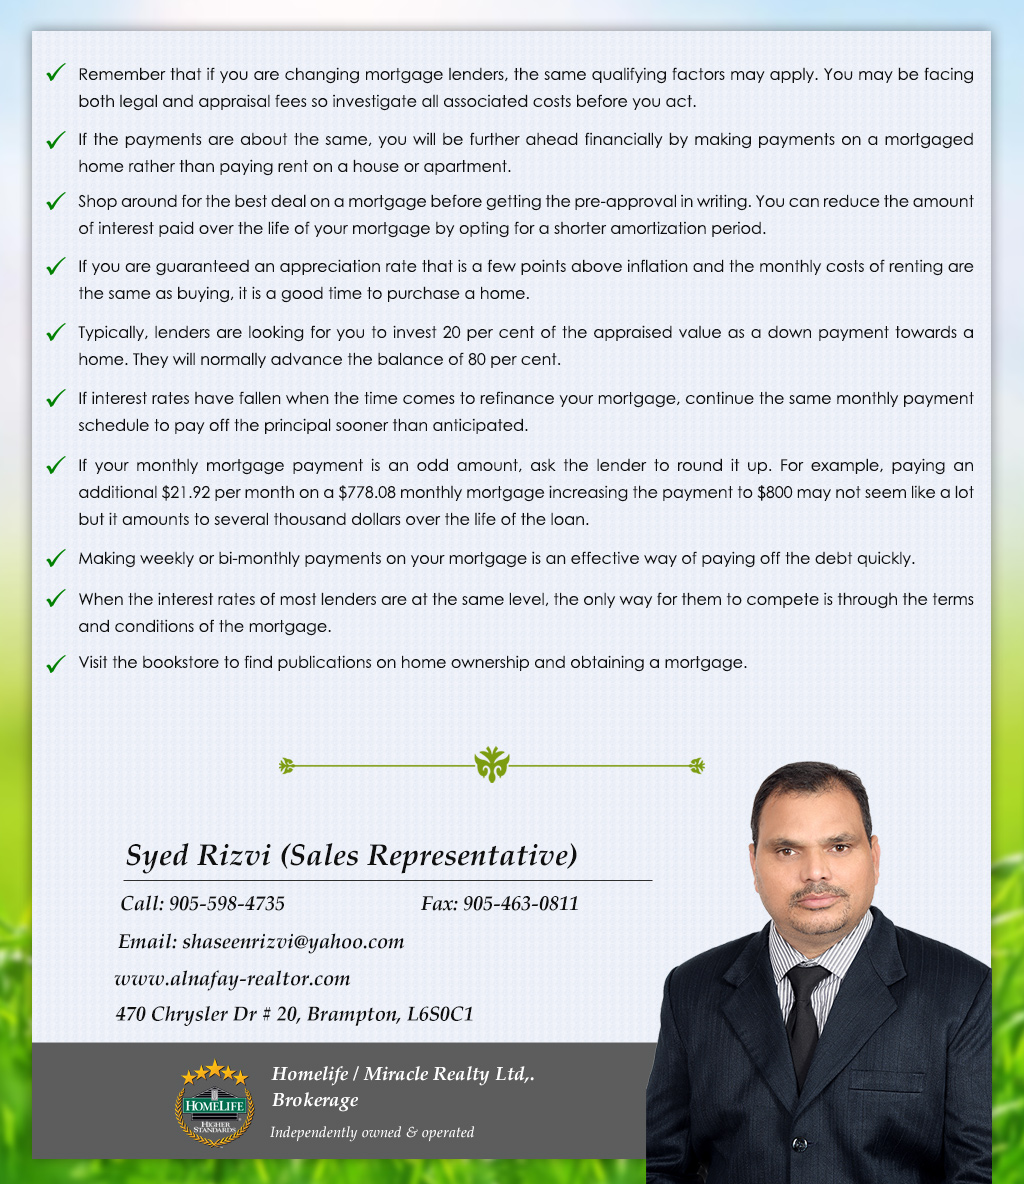 Remember that if you are changing mortgage lenders, the same qualifying factors may apply. You may be facing
both legal and appraisal fees so investigate all associated costs before you act.
If the payments are about the same, you will be further ahead financially by making payments on a mortgaged
home rather than paying rent on a house or apartment.
Shop around for the best deal on a mortgage before getting the pre-approval in writing. You can reduce the amount
of interest paid over the life of your mortgage by opting for a shorter amortization period.
If you are guaranteed an appreciation rate that is a few points above inflation and the monthly costs of renting are
the same as buying, it is a good time to purchase a home.
Typically, lenders are looking for you to invest 20 per cent of the appraised value as a down payment towards a
home. They will normally advance the balance of 80 per cent.
If interest rates have fallen when the time comes to refinance your mortgage, continue the same monthly payment
schedule to pay off the principal sooner than anticipated.
If your monthly mortgage payment is an odd amount, ask the lender to round it up. For example, paying an
additional $21.92 per month on a $778.08 monthly mortgage increasing the payment to $800 may not seem like a lot
but it amounts to several thousand dollars over the life of the loan.
Making weekly or bi-monthly payments on your mortgage is an effective way of paying off the debt quickly.
When the interest rates of most lenders are at the same level, the only way for them to compete is through the terms
and conditions of the mortgage.
Visit the bookstore to find publications on home ownership and obtaining a mortgage.
Syed Rizvi (Sales Representative)
Call: 905-598-4735 Fax: 905-463-0811
Email: shaseenrizvi@yahoo.com
www.alnafay-realtor.com
470 Chrysler Dr # 20, Brampton, L6S0C1
Homelife / Miracle Realty Ltd,.
Brokerage
Independently owned & operated
HOMELIFE
HIGHER
STANDARDS